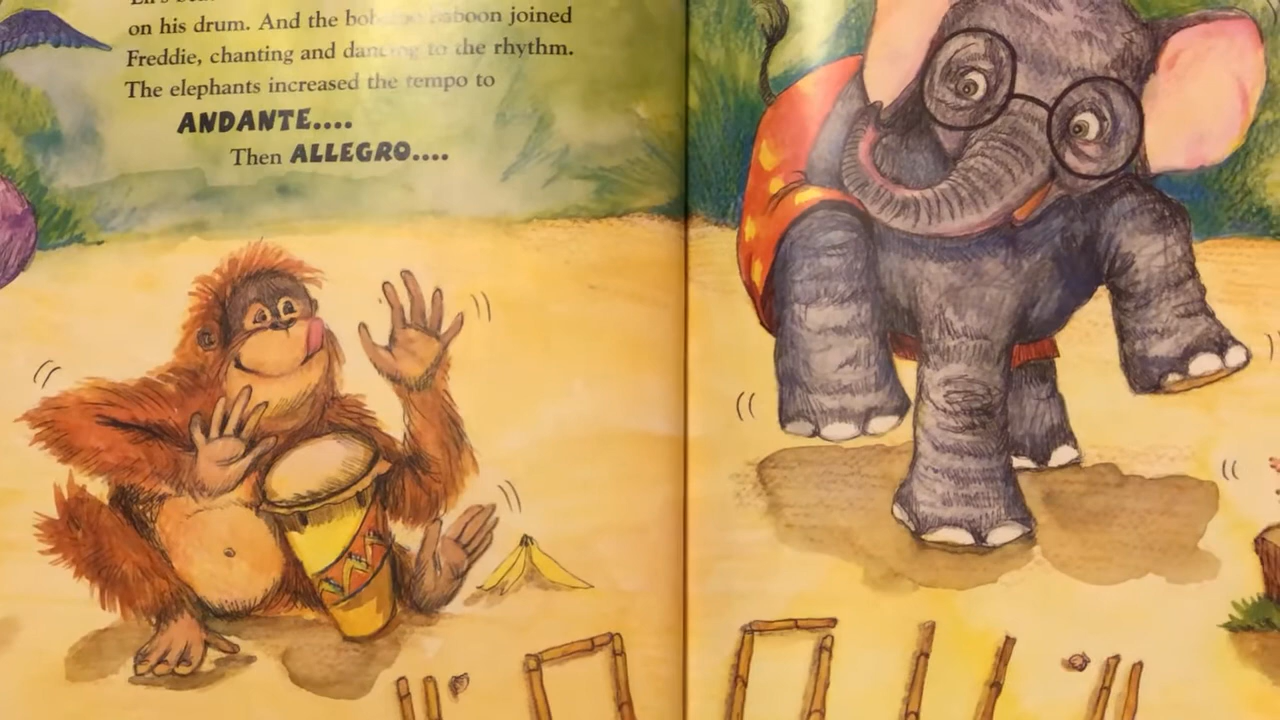 on his drum. And the baboon joined
Freddie, chanting and dancing to the rhythm.
The elephants increased the tempo to
ANDANTE....
Then ALLEGRO....